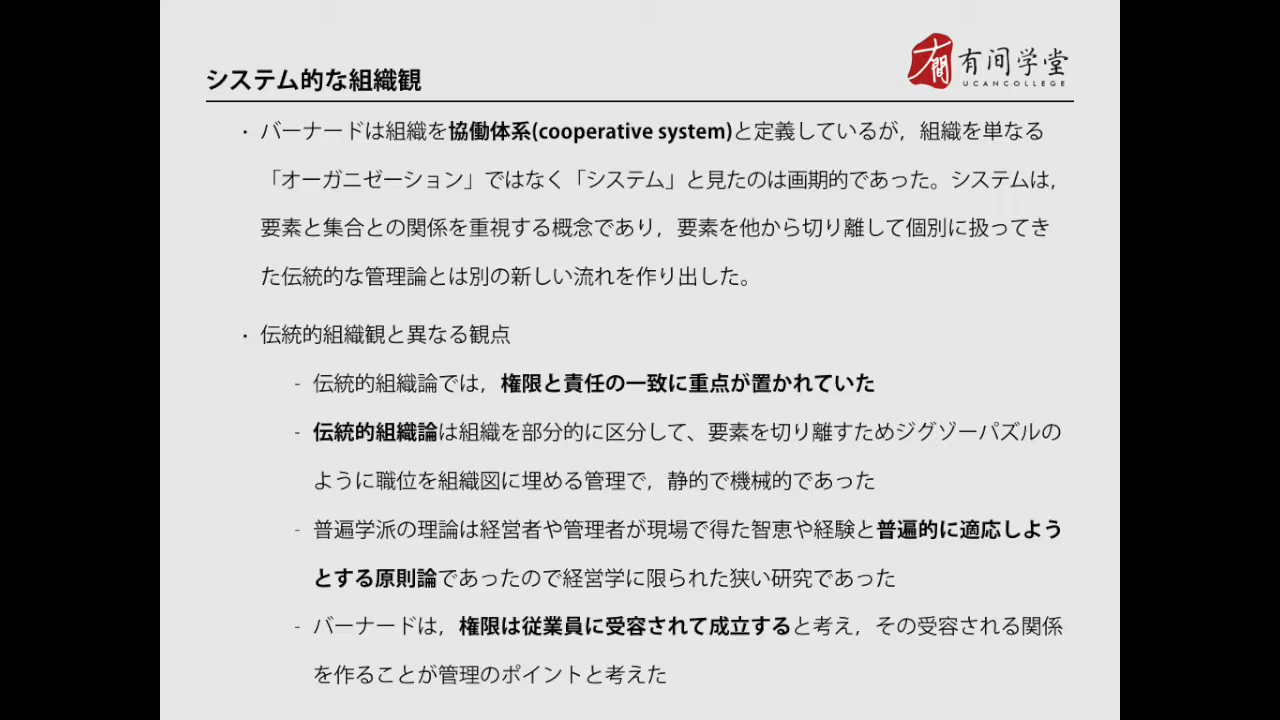 システム的な組織観
有间学堂
UCANCOLLEGE
・バーナードは組織を協働体系(cooperative system)と定義しているが，組織を単なる
「オーガニゼーション」ではなく「システム」と見たのは画期的であった。システムは，
要素と集合との関係を重視する概念であり，要素を他から切り離して個別に扱ってき
た伝統的な管理論とは別の新しい流れを作り出した。
・伝統的組織観と異なる観点
- 伝統的組織論では，権限と責任の一致に重点が置かれていた
- 伝統的組織論は組織を部分的に区分して、要素を切り離すためジグソーパズルの
ように職位を組織図に埋める管理で，静的で機械的であった
- 普遍学派の理論は経営者や管理者が現場で得た智恵や経験と普遍的に適応しよう
とする原則論であったので経営学に限られた狭い研究であった
- バーナードは，権限は従業員に受容されて成立すると考え，その受容される関係
を作ることが管理のポイントと考えた